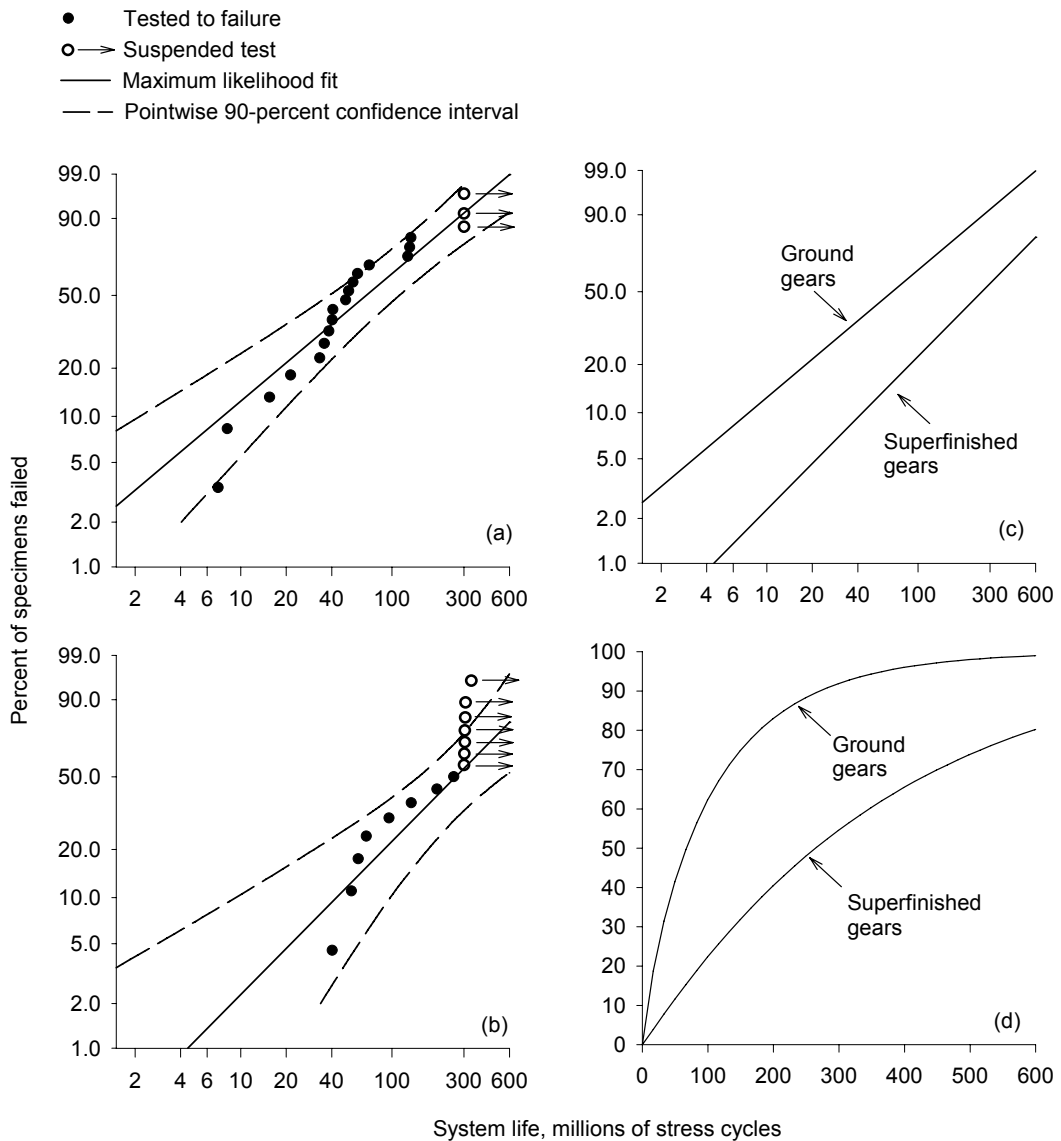 Tested to failure
Suspended test
Maximum likelihood fit
Pointwise 90-percent confidence interval
Percent of specimens failed
99.0
90.0
50.0
20.0
10.0
5.0
2.0
1.0
(a)
2 4 6 10 20 40 100 300 600
99.0
90.0
50.0
20.0
10.0
5.0
2.0
1.0
Ground
gears
Superfinished
gears
(c)
2 4 6 10 20 40 100 300 600
99.0
90.0
50.0
20.0
10.0
5.0
2.0
1.0
(b)
2 4 6 10 20 40 100 300 600
100
90
80
70
60
50
40
30
20
10
0
Ground
gears
Superfinished
gears
(d)
0 100 200 300 400 500 600
System life, millions of stress cycles